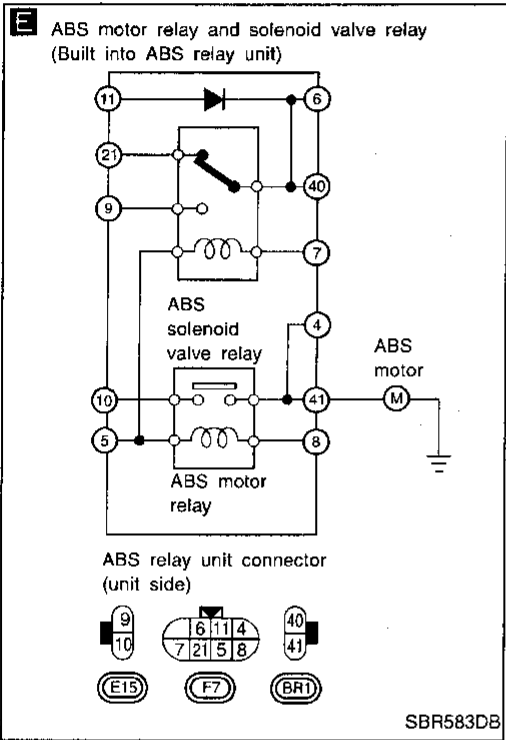 E ABS motor relay and solenoid valve relay
(Built into ABS relay unit)
11 6
21
40
9
7
ABS
solenoid
valve relay
4
ABS
motor
10 41 M
5 8
ABS motor
relay
ABS relay unit connector
(unit side)
9 6 11 4 40
10 7 21 5 8 41
E15 F7 BR1
SBR583DB